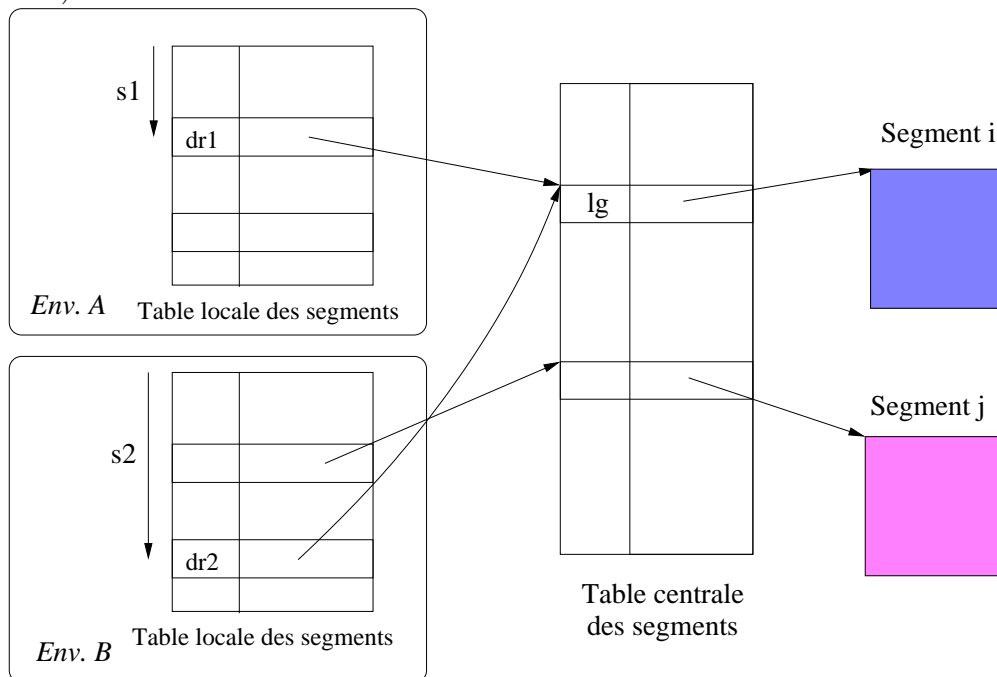 s1
dr1
Env. A
Table locale des segments
s2
dr2
Table locale des segments
Env. B
lg
Table centrale
des segments
Segment i
Segment j